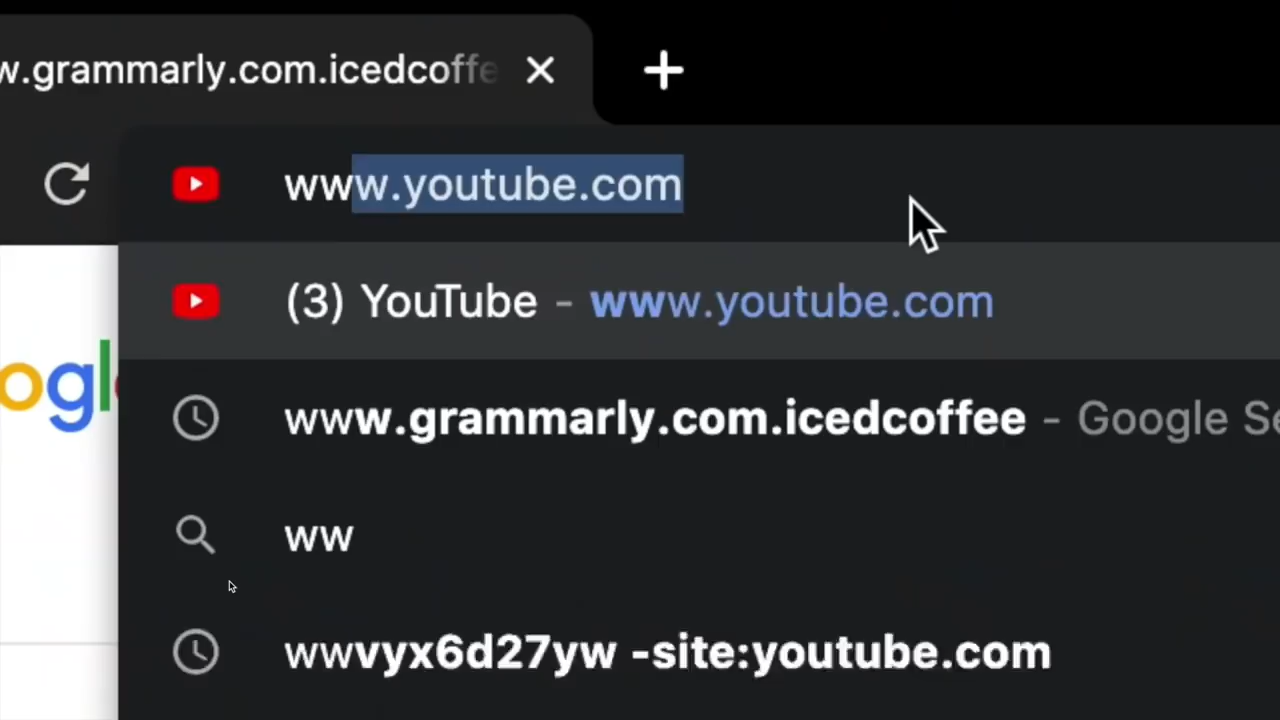 w.grammarly.com.icedcoffe
www.youtube.com
(3) YouTube - www.youtube.com
ogl
www.grammarly.com.icedcoffee - Google Se
ww
wwvyx6d27yw -site:youtube.com